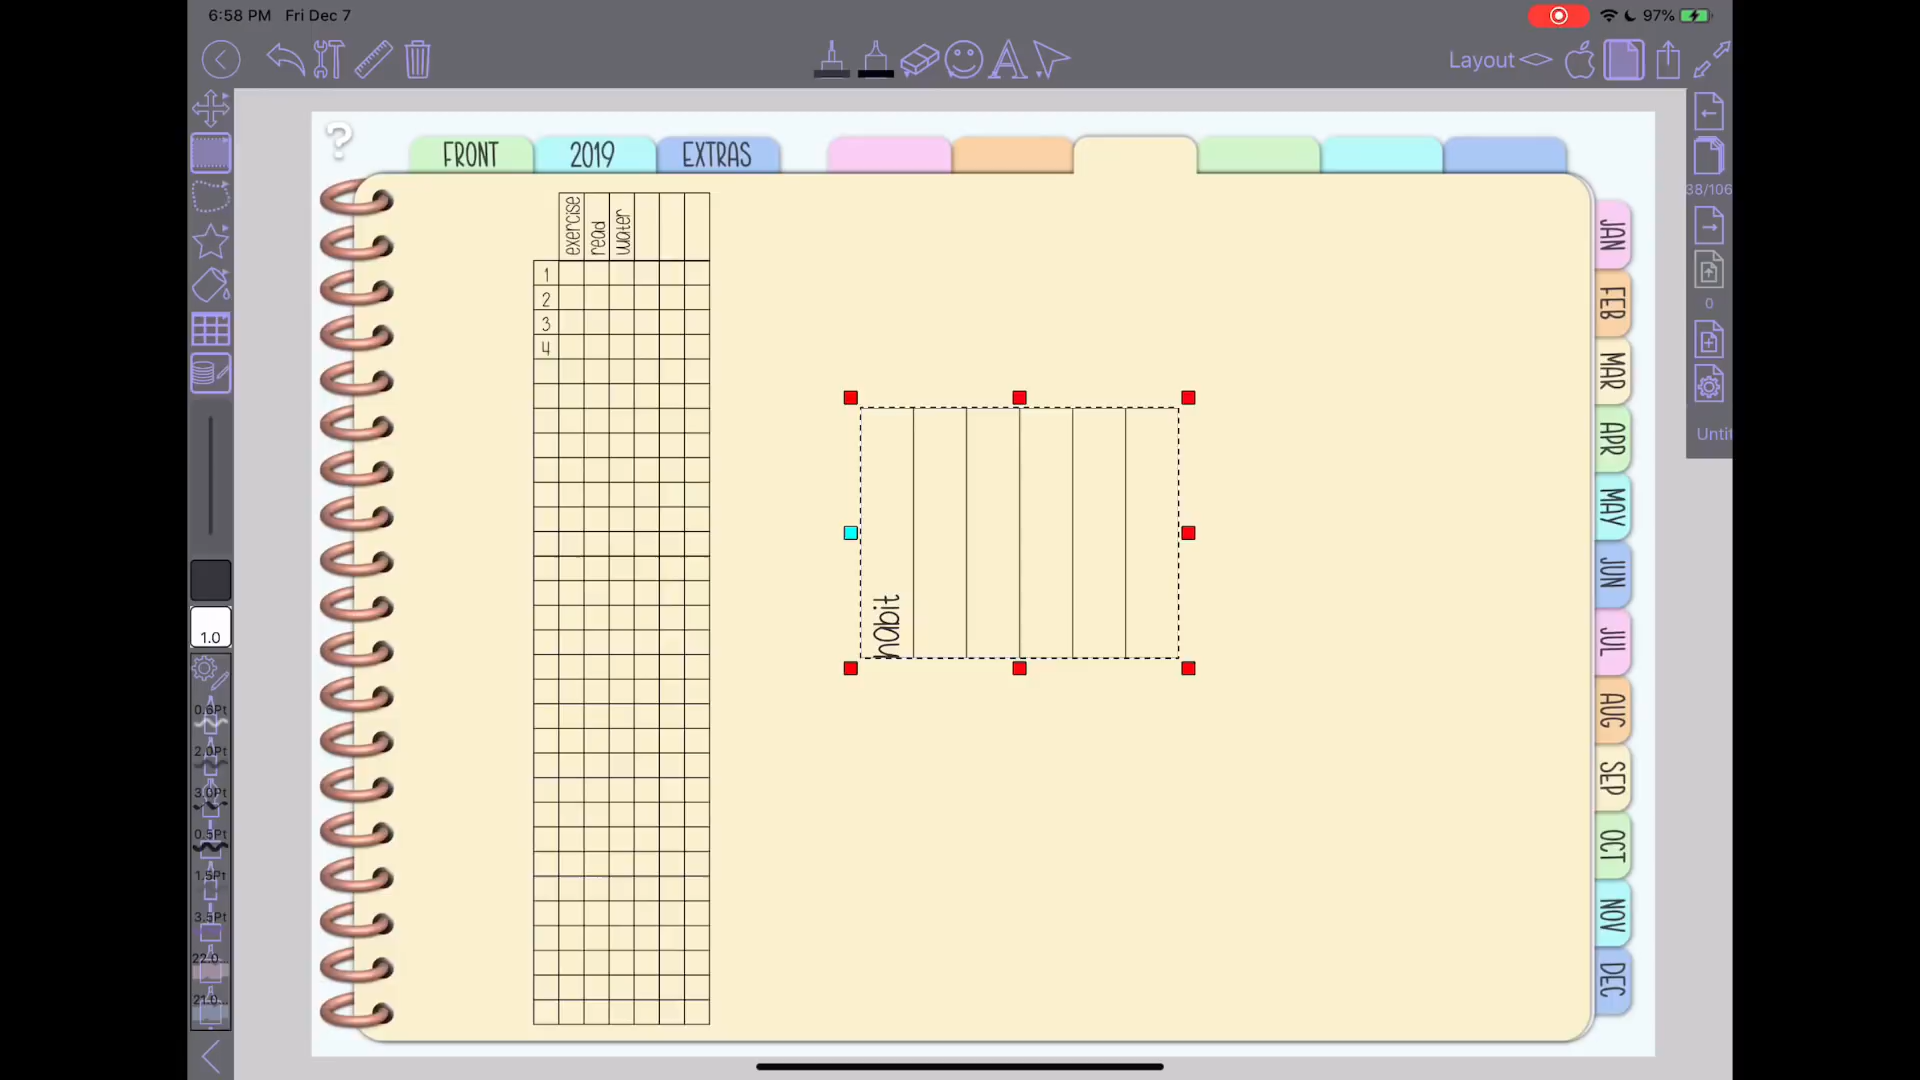 6:58 PM Fri Dec 7
97%
Layout
?
FRONT
2019
EXTRAS
38/106
0
JAN
FEB
MAR
APR
MAY
JUN
JUL
AUG
SEP
OCT
NOV
DEC
exercise
read
water
1
2
3
4
habit
Untit
1.0
0.6Pt
2.0Pt
3.0Pt
0.5Pt
1.5Pt
3.5Pt
22.0...
21.0...